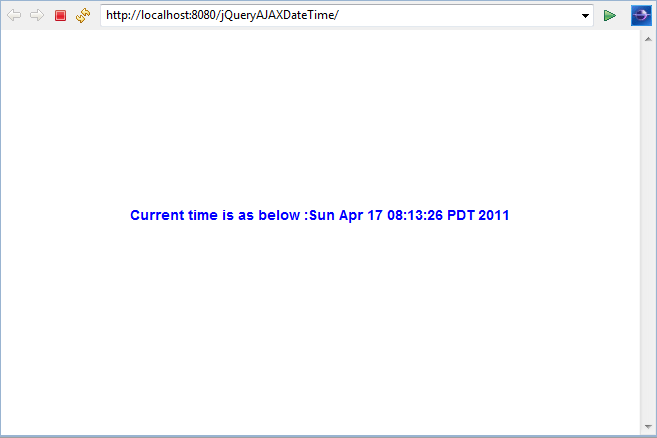 http://localhost:8080/jQueryAJAXDateTime/
Current time is as below :Sun Apr 17 08:13:26 PDT 2011